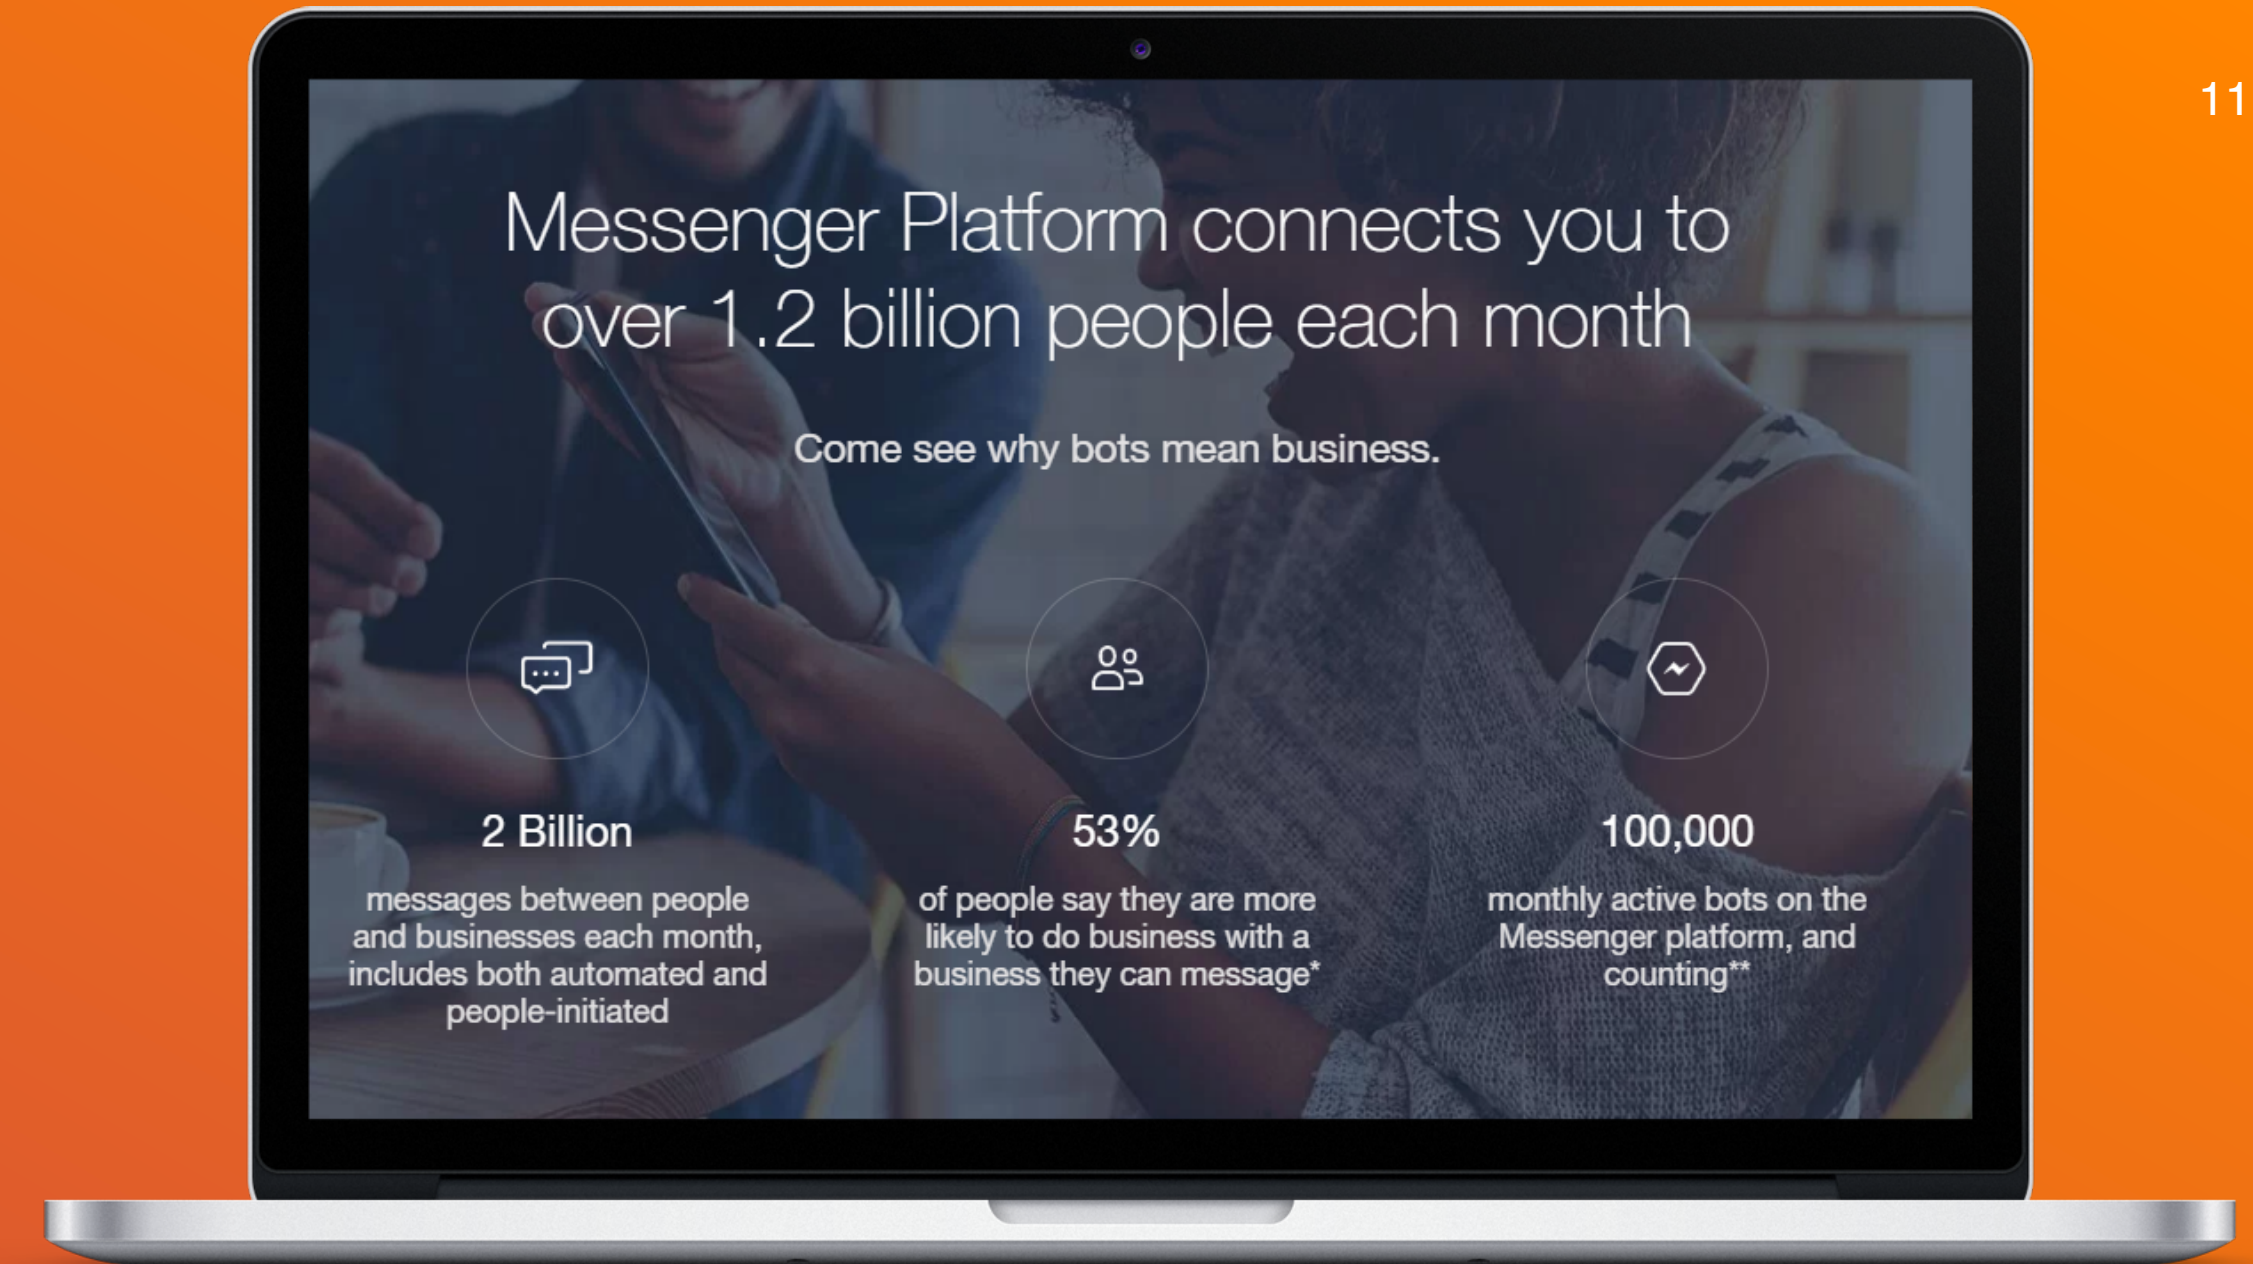 11
Messenger Platform connects you to
over 1.2 billion people each month
Come see why bots mean business.
2 Billion
messages between people
and businesses each month,
includes both automated and
people-initiated
53%
of people say they are more
likely to do business with a
business they can message*
100,000
monthly active bots on the
Messenger platform, and
counting**